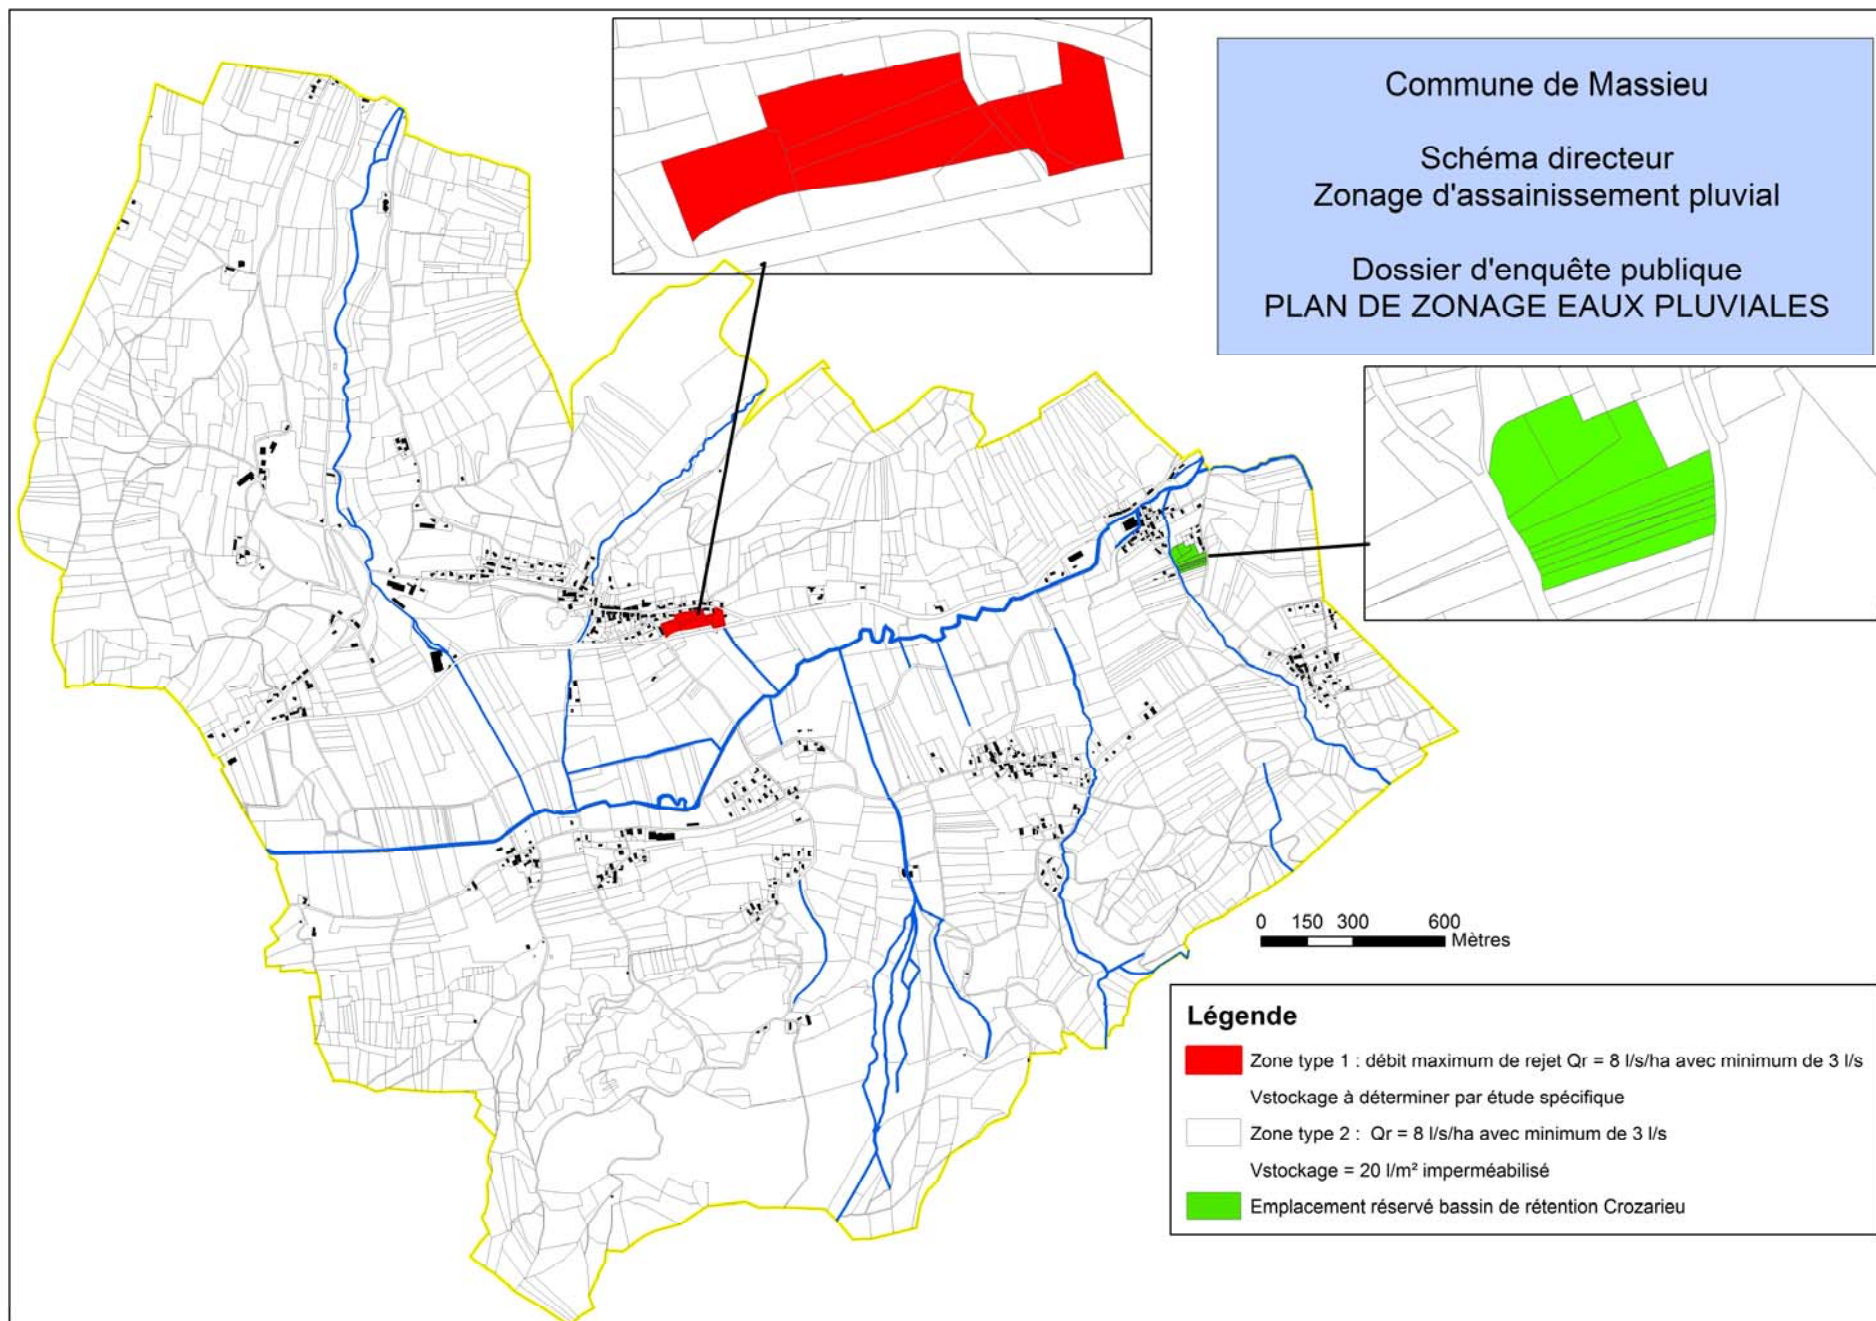 Commune de Massieu
Schéma directeur
Zonage d'assainissement pluvial
Dossier d'enquête publique
PLAN DE ZONAGE EAUX PLUVIALES
0 150 300 600
Mètres
Légende
Zone type 1 : débit maximum de rejet Qr = 8 l/s/ha avec minimum de 3 l/s
Vstockage à déterminer par étude spécifique
Zone type 2 : Qr = 8 l/s/ha avec minimum de 3 l/s
Vstockage = 20 l/m² imperméabilisé
Emplacement réservé bassin de rétention Crozarieu